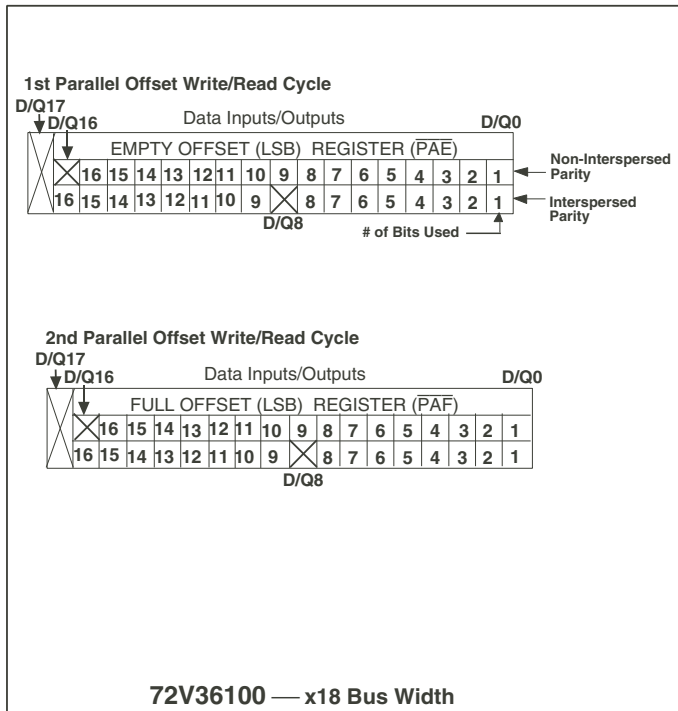 1st Parallel Offset Write/Read Cycle
D/Q17
D/Q16
Data Inputs/Outputs
D/Q0
EMPTY OFFSET (LSB) REGISTER (PAE)
16 15 14 13 12 11 10 9 8 7 6 5 4 3 2 1
Non-Interspersed
Parity
16 15 14 13 12 11 10 9 8 7 6 5 4 3 2 1
Interspersed
Parity
D/Q8
# of Bits Used
2nd Parallel Offset Write/Read Cycle
D/Q17
D/Q16
Data Inputs/Outputs
D/Q0
FULL OFFSET (LSB) REGISTER (PAF)
16 15 14 13 12 11 10 9 8 7 6 5 4 3 2 1
16 15 14 13 12 11 10 9 8 7 6 5 4 3 2 1
D/Q8
72V36100 — x18 Bus Width